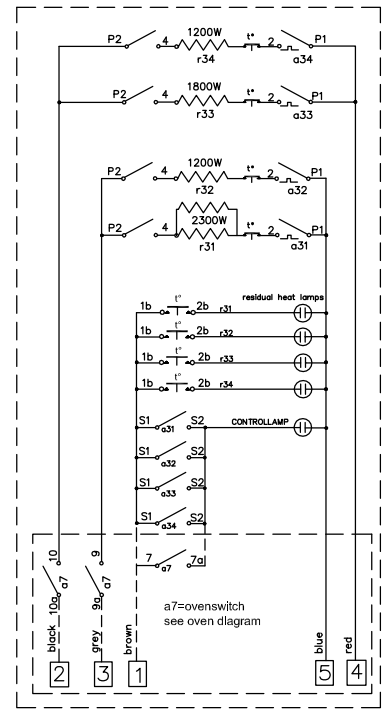 1200W
P2 4 t° 2 P1
r34 a34
1800W
P2 4 t° 2 P1
r33 a33
1200W
P2 4 t° 2 P1
r32 a32
2300W
P2 4 t° 2 P1
r31 a31
residual heat lamps
t°
1b 2b r31
t°
1b 2b r32
t°
1b 2b r33
t°
1b 2b r34
S1 S2 CONTROLLAMP
a31
S1 S2
a32
S1 S2
a33
S1 S2
a34
10 9 7 7a
a7 a7 a7
10a 9a
a7=ovenswitch
see oven diagram
black grey brown blue red
2 3 1 5 4